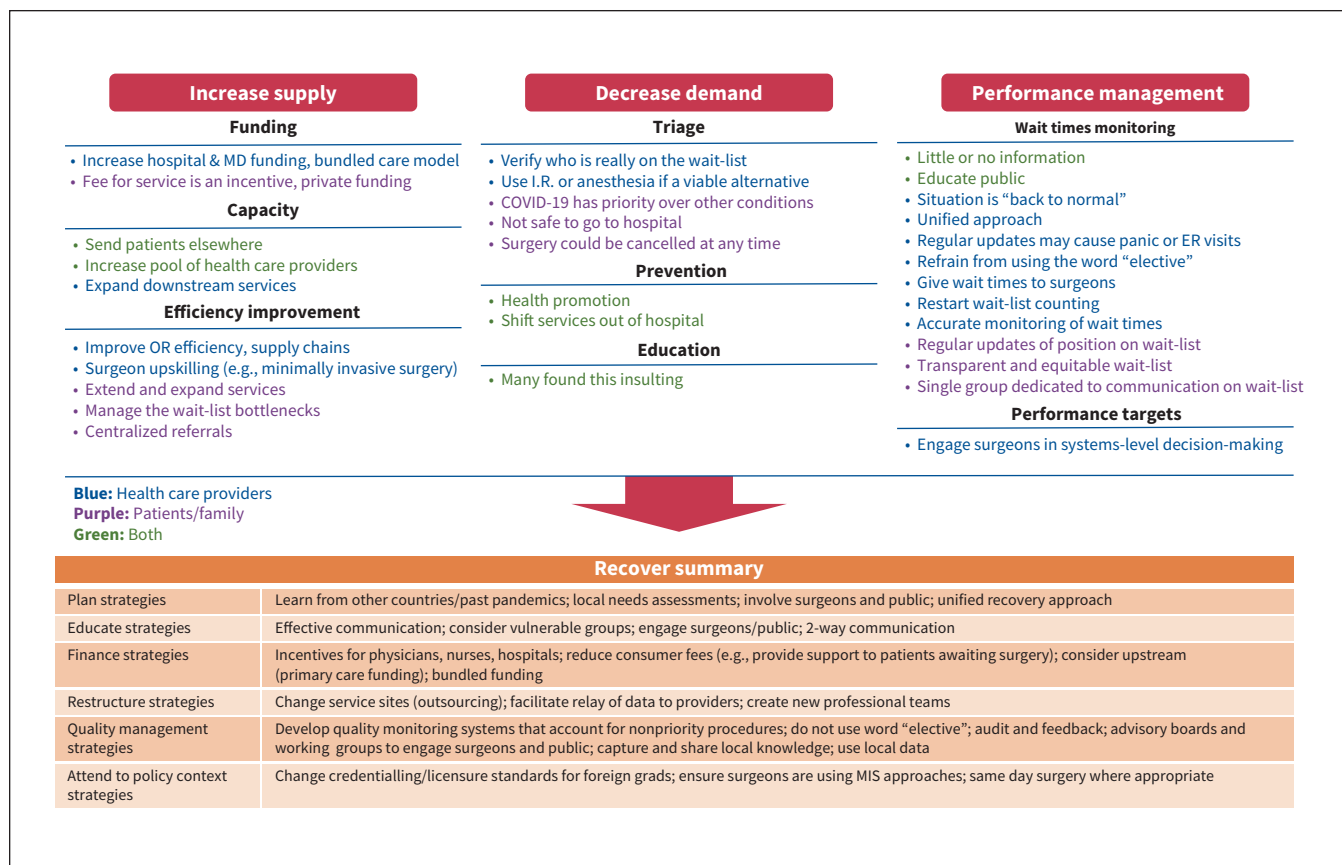 Increase supply
Funding
• Increase hospital & MD funding, bundled care model
• Fee for service is an incentive, private funding
Capacity
• Send patients elsewhere
• Increase pool of health care providers
• Expand downstream services
Efficiency improvement
• Improve OR efficiency, supply chains
• Surgeon upskilling (e.g., minimally invasive surgery)
• Extend and expand services
• Manage the wait-list bottlenecks
• Centralized referrals
Decrease demand
Triage
• Verify who is really on the wait-list
• Use I.R. or anesthesia if a viable alternative
• COVID-19 has priority over other conditions
• Not safe to go to hospital
• Surgery could be cancelled at any time
Prevention
• Health promotion
• Shift services out of hospital
Education
• Many found this insulting
Performance management
Wait times monitoring
• Little or no information
• Educate public
• Situation is “back to normal”
• Unified approach
• Regular updates may cause panic or ER visits
• Refrain from using the word “elective”
• Give wait times to surgeons
• Restart wait-list counting
• Accurate monitoring of wait times
• Regular updates of position on wait-list
• Transparent and equitable wait-list
• Single group dedicated to communication on wait-list
Performance targets
• Engage surgeons in systems-level decision-making
Blue: Health care providers
Purple: Patients/family
Green: Both
Recover summary
Plan strategies
Learn from other countries/past pandemics; local needs assessments; involve surgeons and public; unified recovery approach
Educate strategies
Effective communication; consider vulnerable groups; engage surgeons/public; 2-way communication
Finance strategies
Incentives for physicians, nurses, hospitals; reduce consumer fees (e.g., provide support to patients awaiting surgery); consider upstream
(primary care funding); bundled funding
Restructure strategies
Change service sites (outsourcing); facilitate relay of data to providers; create new professional teams
Quality management
strategies
Develop quality monitoring systems that account for nonpriority procedures; do not use word “elective”; audit and feedback; advisory boards and
working groups to engage surgeons and public; capture and share local knowledge; use local data
Attend to policy context
strategies
Change credentialling/licensure standards for foreign grads; ensure surgeons are using MIS approaches; same day surgery where appropriate